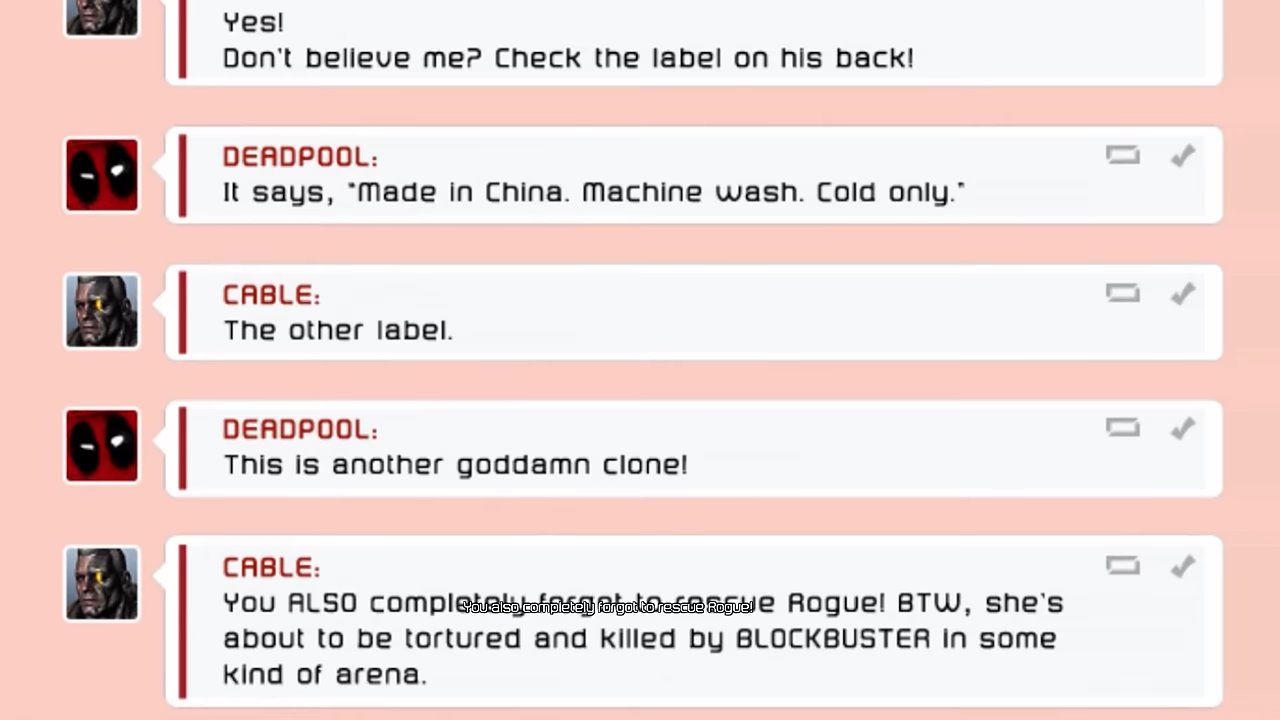 Yes!
Don't believe me? Check the label on his back!
DEADPOOL:
It says, "Made in China. Machine wash. Cold only."
CABLE:
The other label.
DEADPOOL:
This is another goddamn clone!
CABLE:
You ALSO completely forgot to rescue Rogue! BTW, she's
You also completely forgot to rescue Rogue!
about to be tortured and killed by BLOCKBUSTER in some
kind of arena.